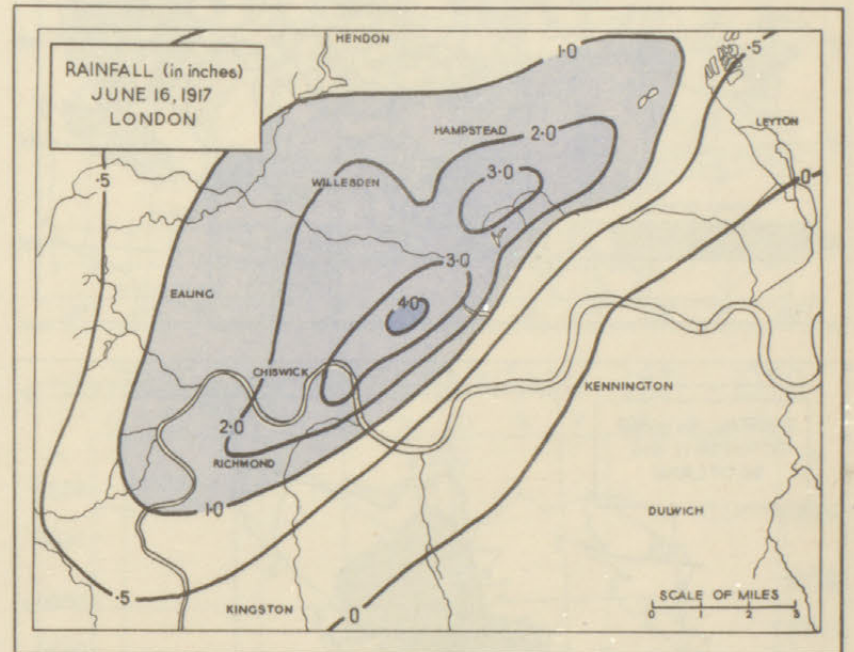 RAINFALL (in inches)
JUNE 16, 1917
LONDON
HENDON
1·0
·5
HAMPSTEAD
2·0
LEYTON
WILLESDEN
3·0
·5
0
3·0
EALING
4·0
CHISWICK
KENNINGTON
2·0
RICHMOND
1·0
DULWICH
·5
KINGSTON
0
SCALE OF MILES
0 1 2 3